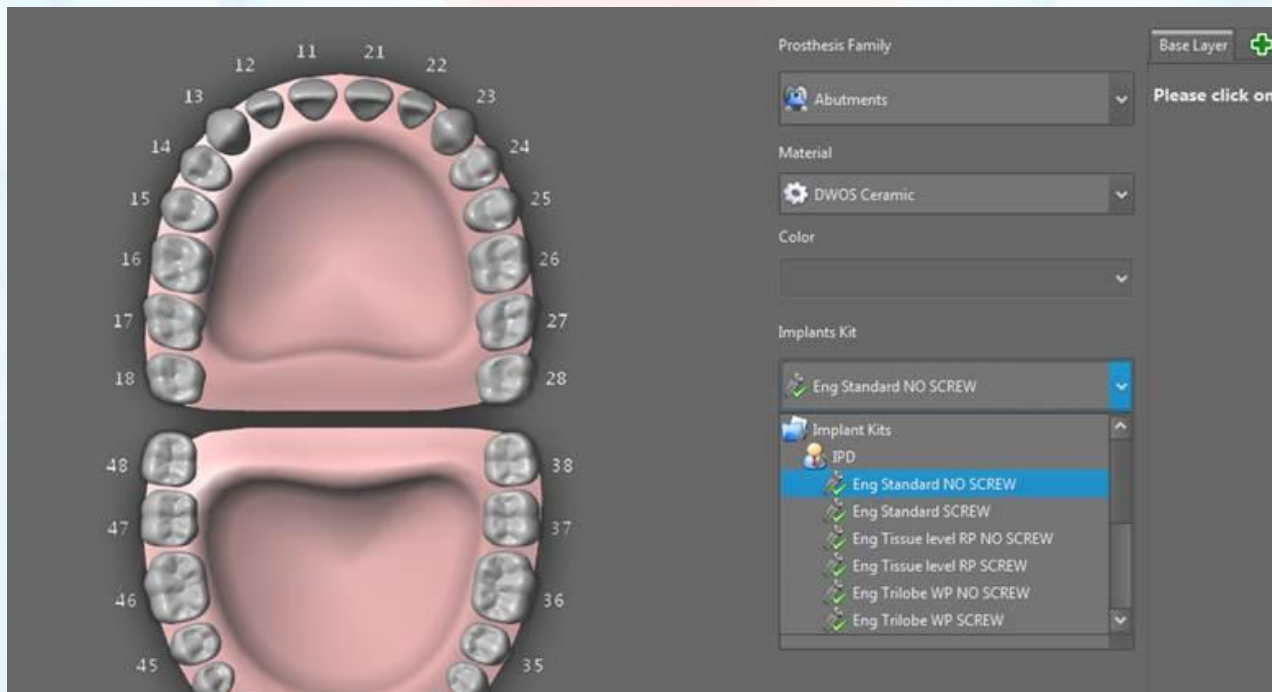 11 21
12 22
13 23
14 24
15 25
16 26
17 27
18 28
48 38
47 37
46 36
45 35
Prosthesis Family
Abutments
Material
DWOS Ceramic
Color
Implants Kit
Eng Standard NO SCREW
Implant Kits
IPD
Eng Standard NO SCREW
Eng Standard SCREW
Eng Tissue level RP NO SCREW
Eng Tissue level RP SCREW
Eng Trilobe WP NO SCREW
Eng Trilobe WP SCREW
Base Layer
Please click on